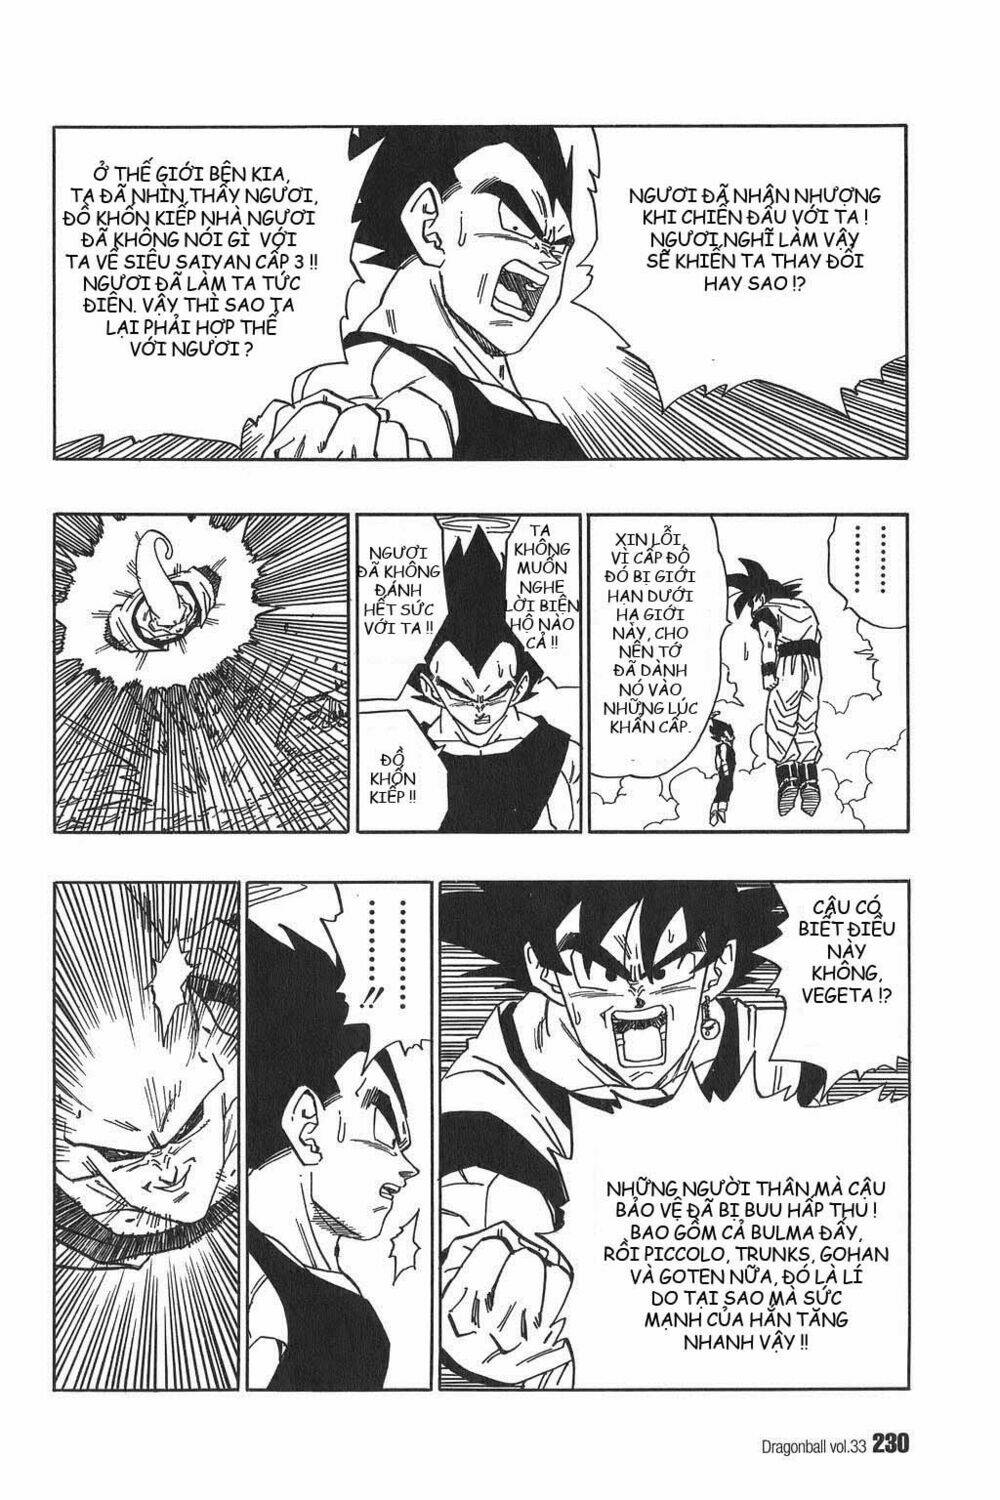 NGƯƠI ĐÃ NHÂN NHƯỢNG
KHI CHIẾN ĐẤU VỚI TA !
NGƯƠI NGHĨ LÀM VẬY
SẼ KHIẾN TA THAY ĐỔI
HAY SAO !?
Ở THẾ GIỚI BÊN KIA,
TA ĐÃ NHÌN THẤY NGƯƠI,
ĐỒ KHỐN KIẾP NHÀ NGƯƠI
ĐÃ KHÔNG NÓI GÌ VỚI
TA VỀ SIÊU SAIYAN CẤP 3 !!
NGƯƠI ĐÃ LÀM TA TỨC
ĐIÊN. VẬY THÌ SAO TA
LẠI PHẢI HỢP THỂ
VỚI NGƯƠI ?
.........
XIN LỖI,
VÌ CẤP ĐỘ
ĐÓ BỊ GIỚI
HẠN DƯỚI
HẠ GIỚI
NÀY, CHO
NÊN TỚ
ĐÃ DÀNH
NÓ VÀO
NHỮNG LÚC
KHẨN CẤP.
TA
KHÔNG
MUỐN
NGHE
LỜI BIỆN
HỘ NÀO
CẢ !!
NGƯƠI
ĐÃ KHÔNG
ĐÁNH
HẾT SỨC
VỚI TA !!
ĐỒ
KHỐN
KIẾP !!
CẬU CÓ
BIẾT ĐIỀU
NÀY
KHÔNG,
VEGETA !?
NHỮNG NGƯỜI THÂN MÀ CẬU
BẢO VỆ ĐÃ BỊ BUU HẤP THU !
BAO GỒM CẢ BULMA ĐẤY,
RỒI PICCOLO, TRUNKS, GOHAN
VÀ GOTEN NỮA, ĐÓ LÀ LÍ
DO TẠI SAO MÀ SỨC
MẠNH CỦA HẮN TĂNG
NHANH VẬY !!
.........
...... !!
Dragonball vol.33 230